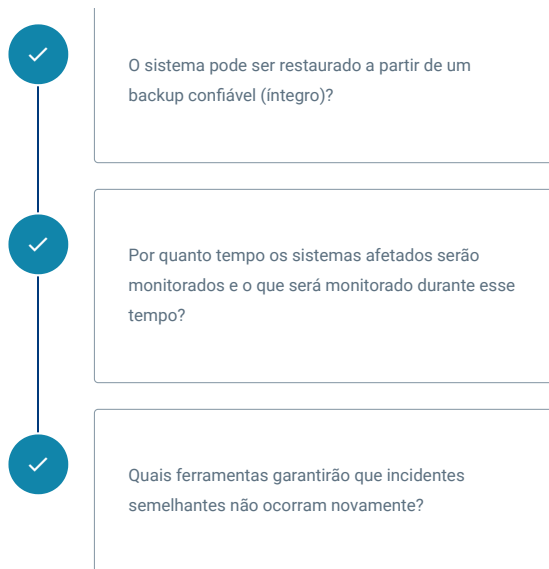 O sistema pode ser restaurado a partir de um
backup confiável (íntegro)?
Por quanto tempo os sistemas afetados serão
monitorados e o que será monitorado durante esse
tempo?
Quais ferramentas garantirão que incidentes
semelhantes não ocorram novamente?